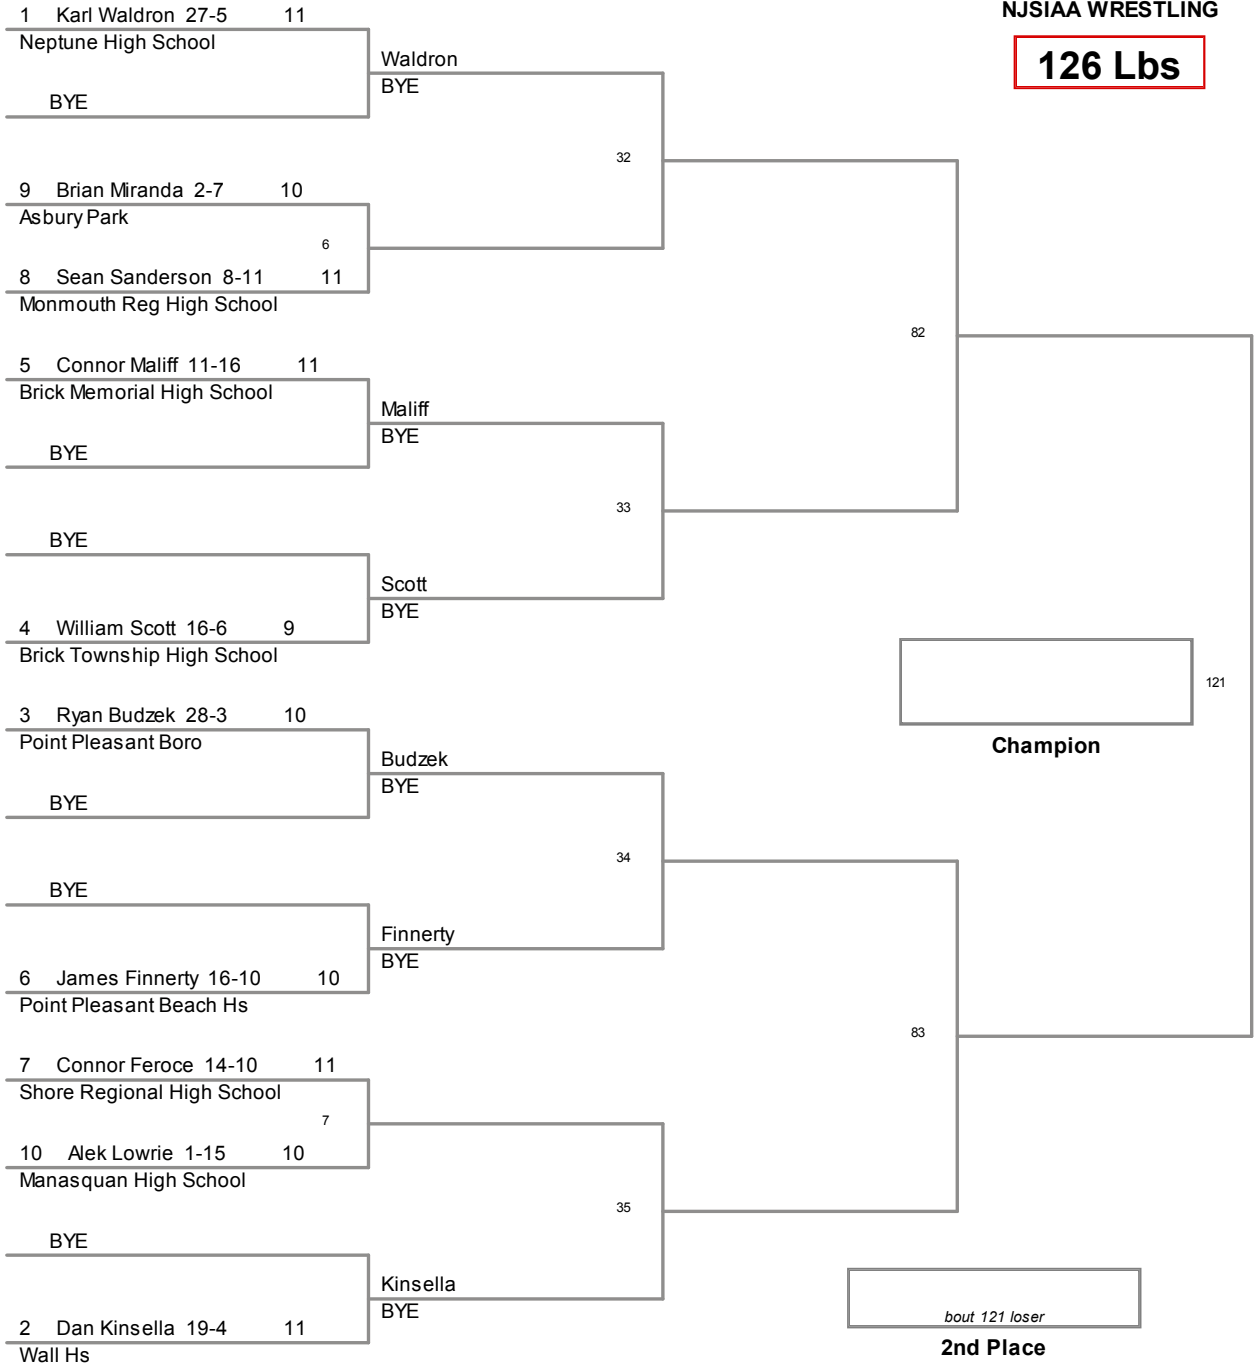 NJSIAA WRESTLING
126 Lbs
1 Karl Waldron 27-5 11
Neptune High School
BYE
Waldron
BYE
32
9 Brian Miranda 2-7 10
Asbury Park
6
8 Sean Sanderson 8-11 11
Monmouth Reg High School
82
5 Connor Maliff 11-16 11
Brick Memorial High School
BYE
Maliff
BYE
33
BYE
Scott
BYE
4 William Scott 16-6 9
Brick Township High School
121
Champion
3 Ryan Budzek 28-3 10
Point Pleasant Boro
BYE
Budzek
BYE
34
BYE
Finnerty
BYE
6 James Finnerty 16-10 10
Point Pleasant Beach Hs
83
7 Connor Feroce 14-10 11
Shore Regional High School
7
10 Alek Lowrie 1-15 10
Manasquan High School
35
BYE
Kinsella
BYE
2 Dan Kinsella 19-4 11
Wall Hs
bout 121 loser
2nd Place